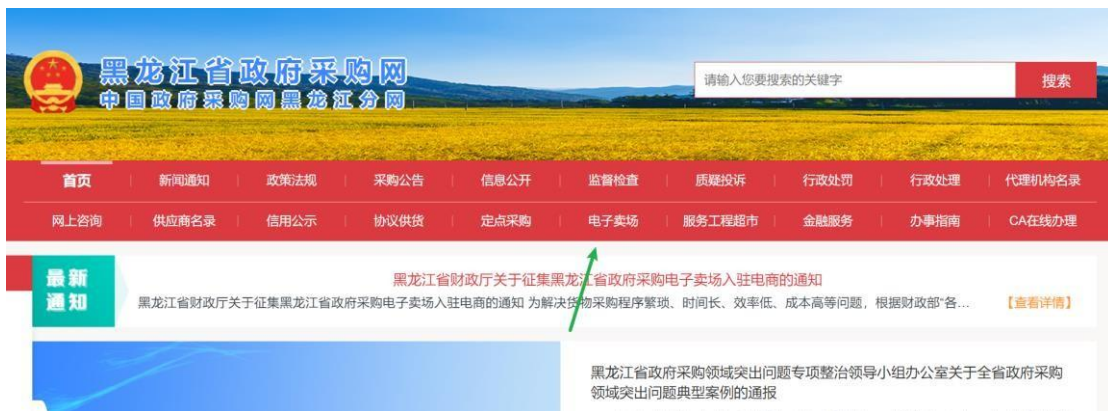 黑龙江省政府采购网
中国政府采购网黑龙江分网
请输入您要搜索的关键字 搜索
首页 新闻通知 政策法规 采购公告 信息公开 监督检查 质疑投诉 行政处罚 行政处理 代理机构名录
网上咨询 供应商名录 信用公示 协议供货 定点采购 电子卖场 服务工程超市 金融服务 办事指南 CA在线办理
最新
通知
黑龙江省财政厅关于征集黑龙江省政府采购电子卖场入驻电商的通知
黑龙江省财政厅关于征集黑龙江省政府采购电子卖场入驻电商的通知 为解决货物采购程序繁琐、时间长、效率低、成本高等问题，根据财政部“各... 【查看详情】
黑龙江省政府采购领域突出问题专项整治领导小组办公室关于全省政府采购
领域突出问题典型案例的通报